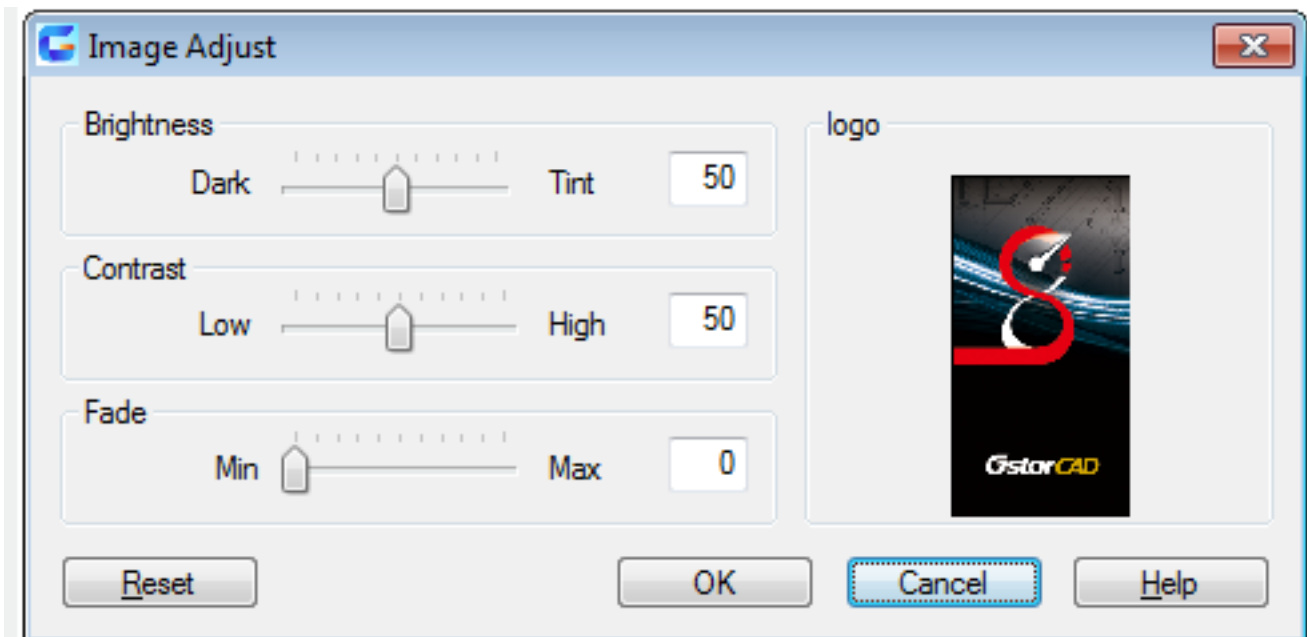 Image Adjust
Brightness
Dark Tint 50
Contrast
Low High 50
Fade
Min Max 0
logo
GstarCAD
Reset OK Cancel Help